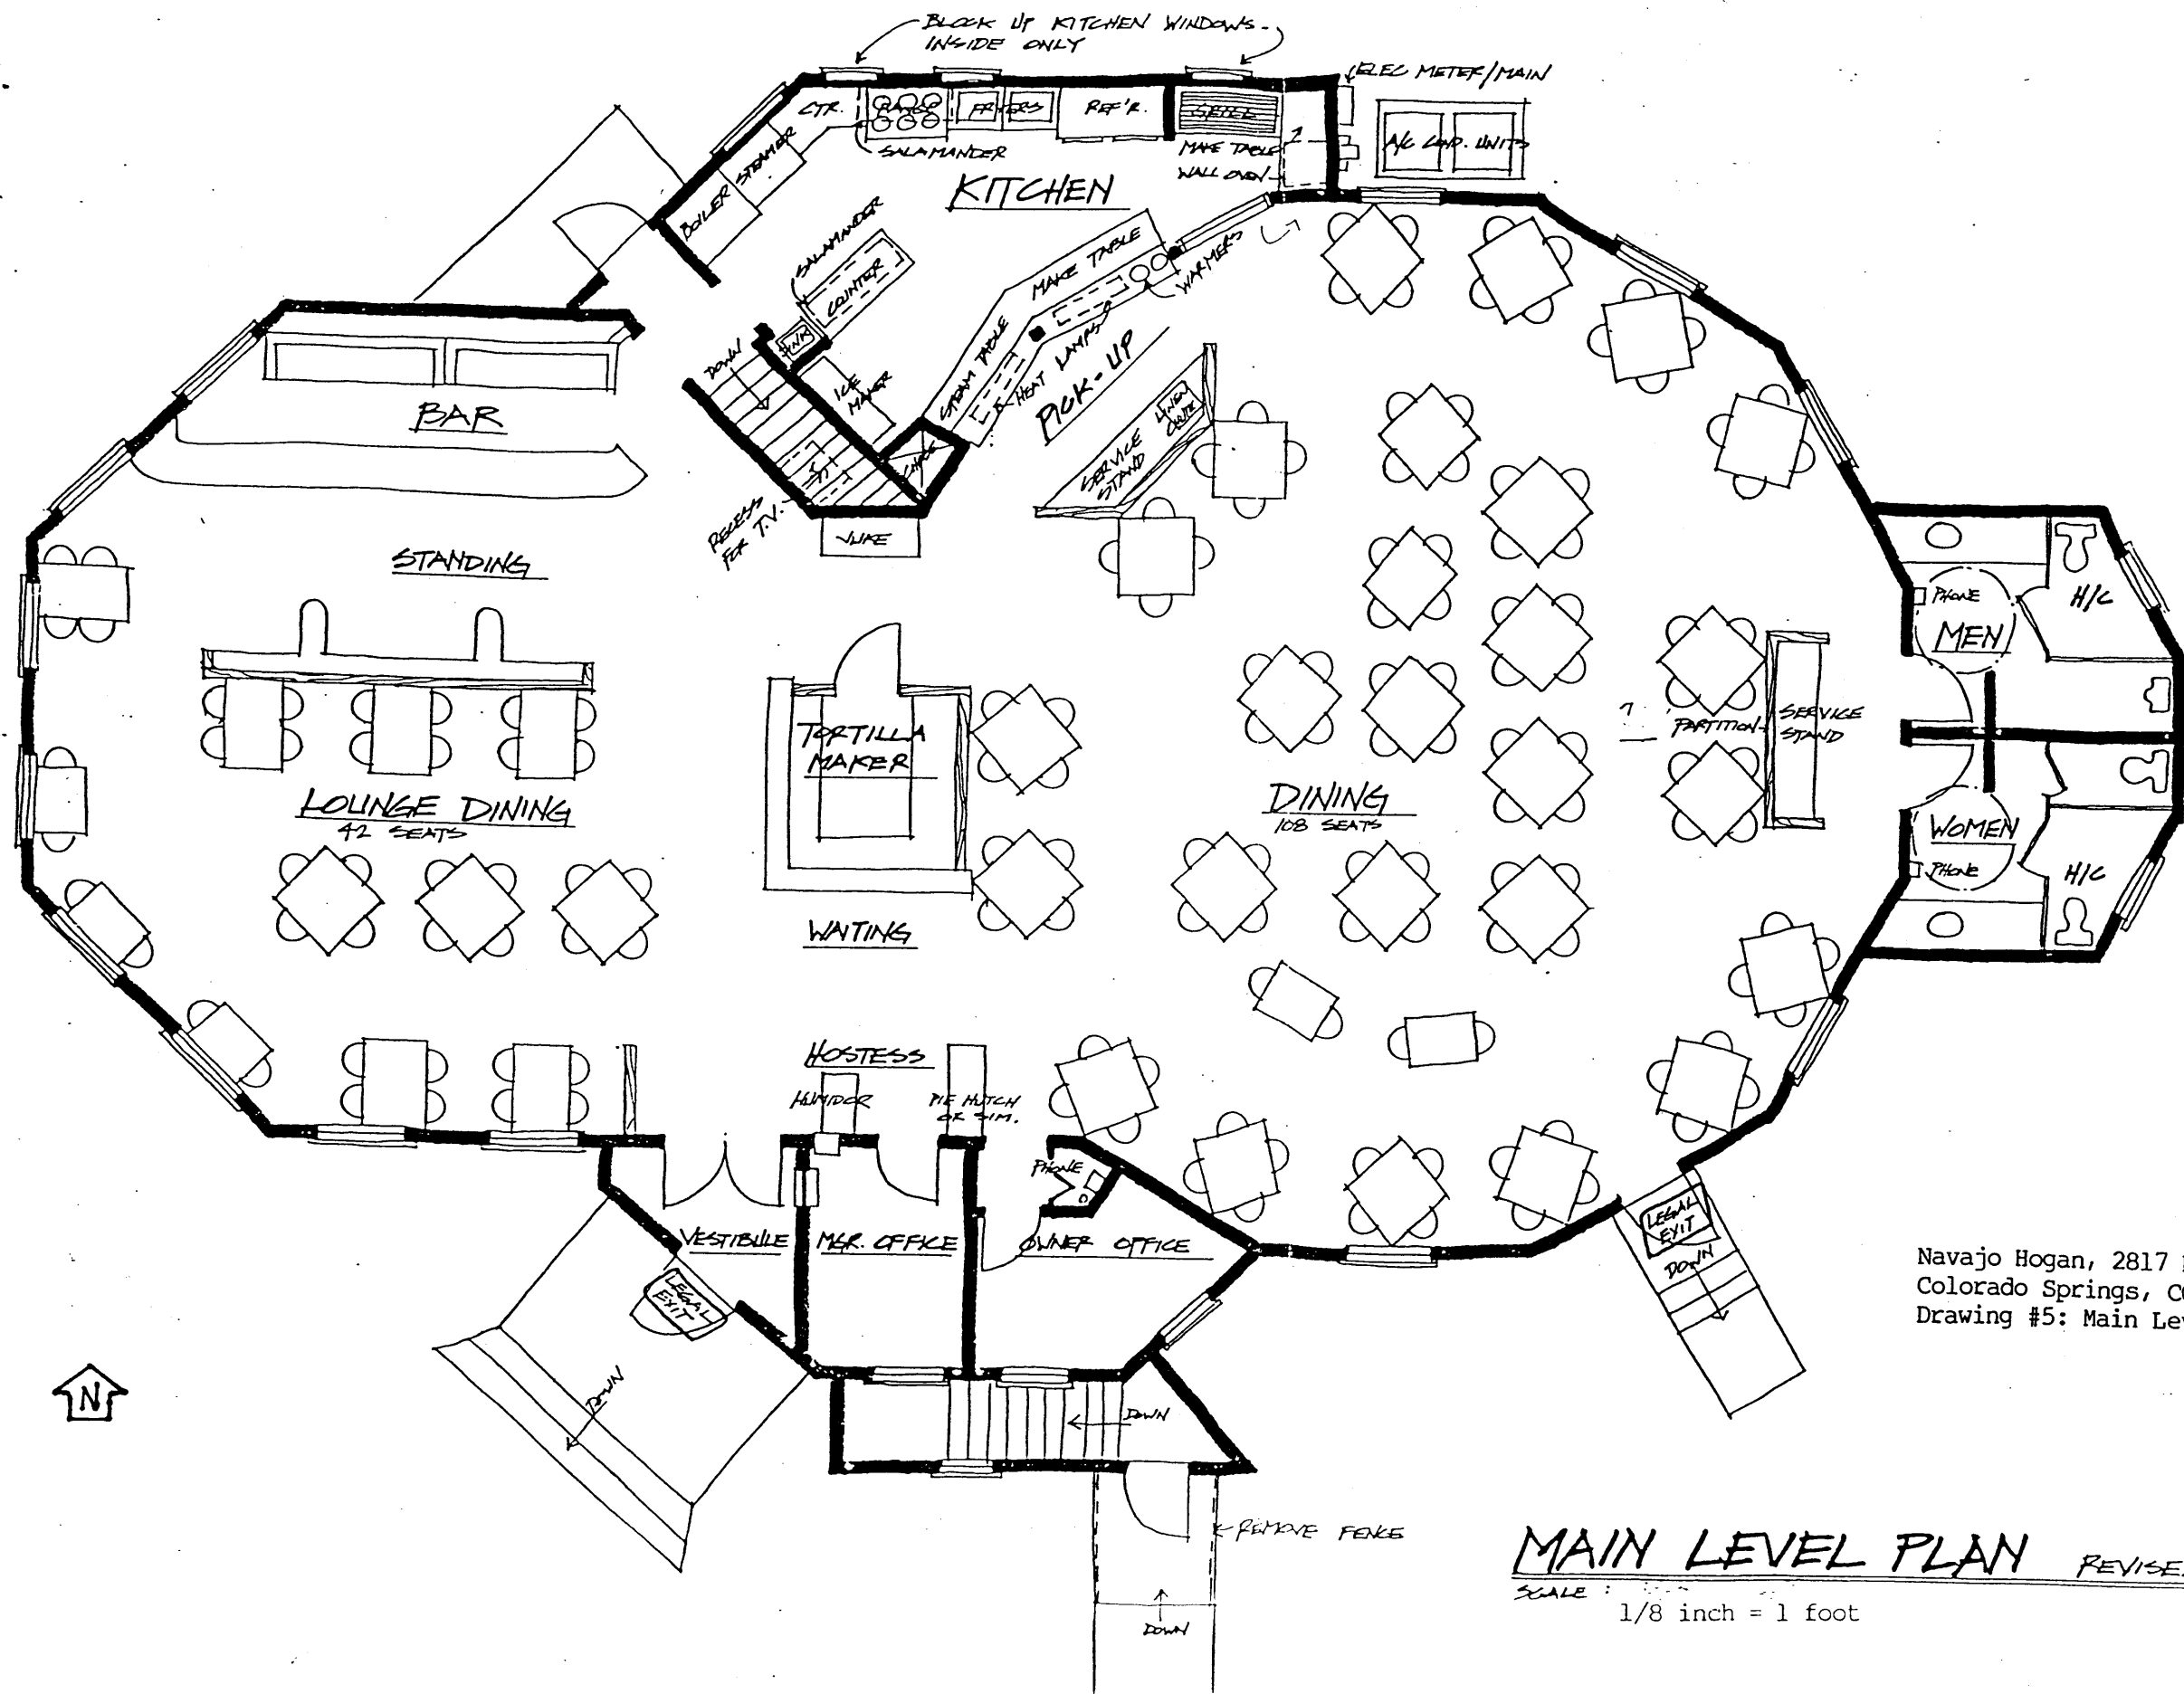 BLOCK UP KITCHEN WINDOWS -
INSIDE ONLY
ELEC METER/MAIN
CTR.
RANGE
FRYERS
REF'R.
GRILL
A/C COND. UNITS
SALAMANDER
MAKE TABLE
WALL OVEN
STEAMER
BOILER
KITCHEN
SALAMANDER
COUNTER
MAKE TABLE
WARMERS
SINK
DOWN
ICE
MAKER
STEAM TABLE
HEAT LAMPS
PICK-UP
LINEN
CHUTE
SERVICE
STAND
BAR
RECESS
FOR T.V.
JUKE
STANDING
PHONE
MEN
H/C
TORTILLA
MAKER
PARTITION
SERVICE
STAND
LOUNGE DINING
42 SEATS
DINING
108 SEATS
WOMEN
PHONE
H/C
WAITING
HOSTESS
HUMIDOR
PIE HUTCH
OR SIM.
PHONE
VESTIBULE
MGR. OFFICE
OWNER OFFICE
LEGAL
EXIT
DOWN
LEGAL
EXIT
DOWN
Navajo Hogan, 2817
Colorado Springs, CO
Drawing #5: Main Le
N
DOWN
REMOVE FENCE
DOWN
MAIN LEVEL PLAN REVISE
SCALE :
1/8 inch = 1 foot